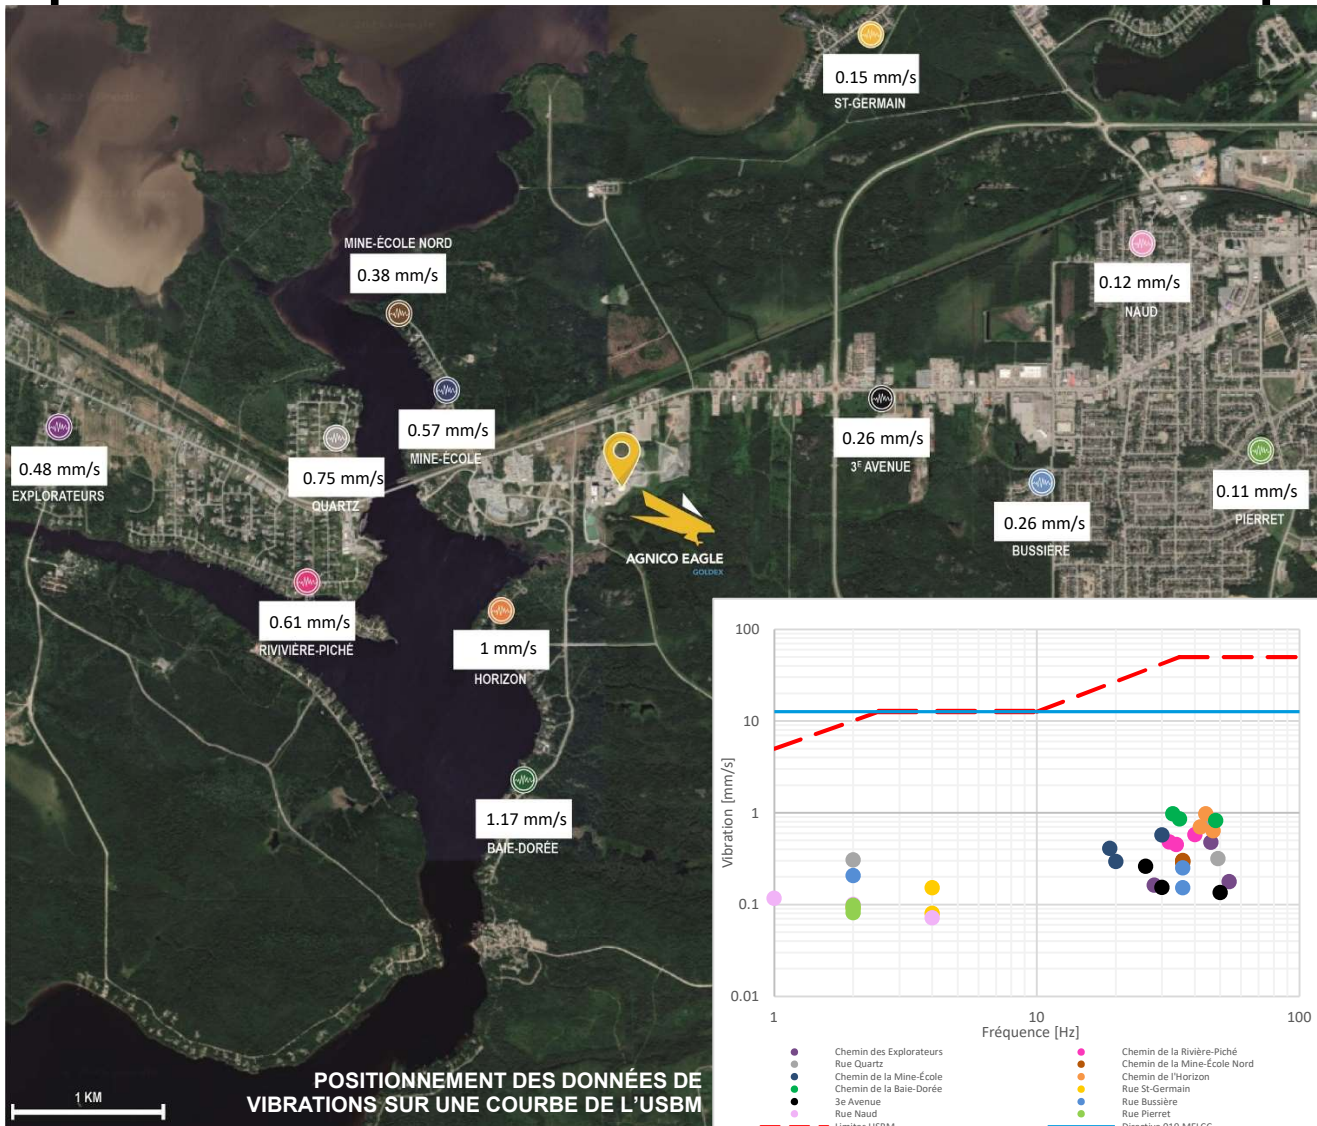 0.15 mm/s
ST-GERMAIN
MINE-ÉCOLE NORD
0.38 mm/s
0.12 mm/s
NAUD
0.57 mm/s
MINE-ÉCOLE
0.48 mm/s
EXPLORATEURS
0.75 mm/s
QUARTZ
0.26 mm/s
3E AVENUE
0.11 mm/s
PIERRET
0.26 mm/s
BUSSIÈRE
AGNICO EAGLE
GOLDEX
0.61 mm/s
RIVIVIÈRE-PICHÉ
1 mm/s
HORIZON
1.17 mm/s
BAIE-DORÉE
100
10
1
0.1
0.01
Vibration [mm/s]
1
10
100
Fréquence [Hz]
Chemin des Explorateurs
Chemin de la Rivière-Piché
Rue Quartz
Chemin de la Mine-École Nord
Chemin de la Mine-École
Chemin de l'Horizon
Chemin de la Baie-Dorée
Rue St-Germain
3e Avenue
Rue Bussière
Rue Naud
Rue Pierret
Limites USBM
Directive 019 MELCC
POSITIONNEMENT DES DONNÉES DE
VIBRATIONS SUR UNE COURBE DE L'USBM
1 KM